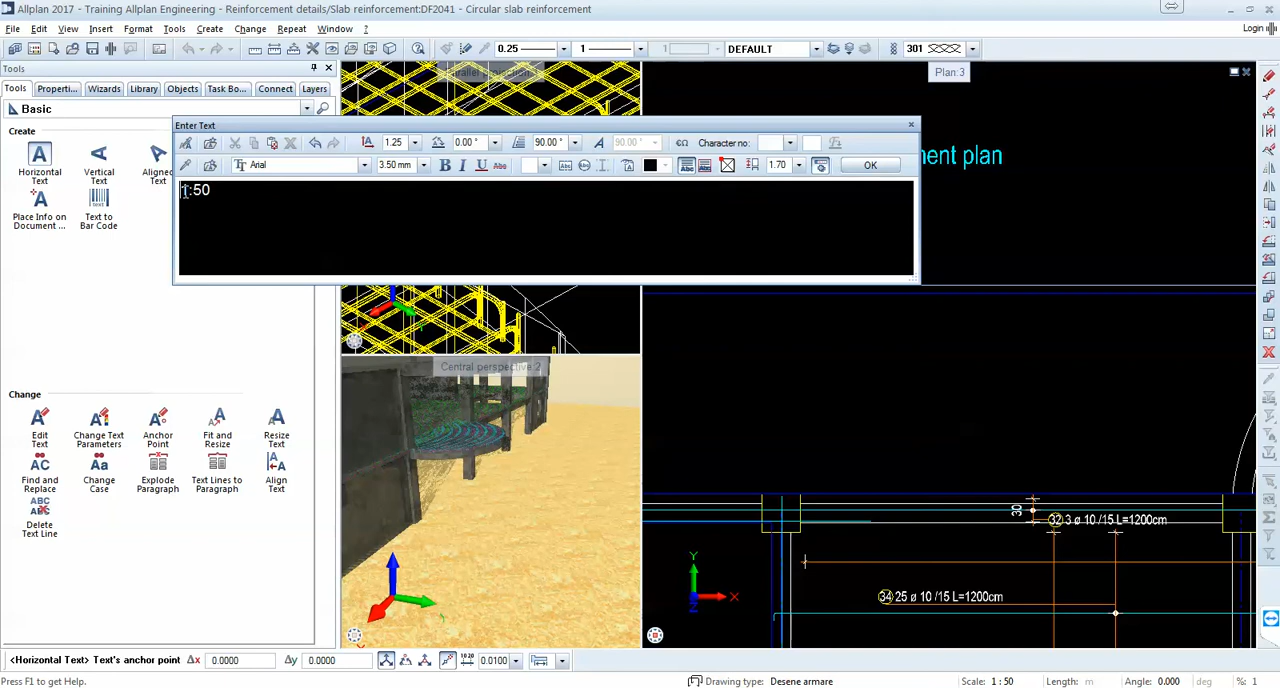 Allplan 2017 - Training Allplan Engineering - Reinforcement details/Slab reinforcement:DF2041 - Circular slab reinforcement
File Edit View Insert Format Tools Create Change Repeat Window ?
Login
0.25 1 1 DEFAULT 301
Tools
Tools Properti... Wizards Library Objects Task Bo... Connect Layers
Basic
Create
Horizontal Text
Vertical Text
Aligned Text
Place Info on Document ...
Text to Bar Code
Change
Edit Text
Change Text Parameters
Anchor Point
Fit and Resize
Resize Text
Find and Replace
Change Case
Explode Paragraph
Text Lines to Paragraph
Align Text
Delete Text Line
Parallel projection
Plan:3
Enter Text
1.25 0.00 ° 90.00 ° 90.00 ° Character no:
Arial 3.50 mm B I U Abc 1.70 OK
1:50
ment plan
Central perspective:2
30
32 3 ø 10 /15 L=1200cm
34 25 ø 10 /15 L=1200cm
Y
X
Z
<Horizontal Text> Text's anchor point Δx 0.0000 Δy 0.0000 0.0100
Press F1 to get Help.
Drawing type: Desene armare
Scale: 1 : 50
Length: m
Angle: 0.000 deg
%: 1